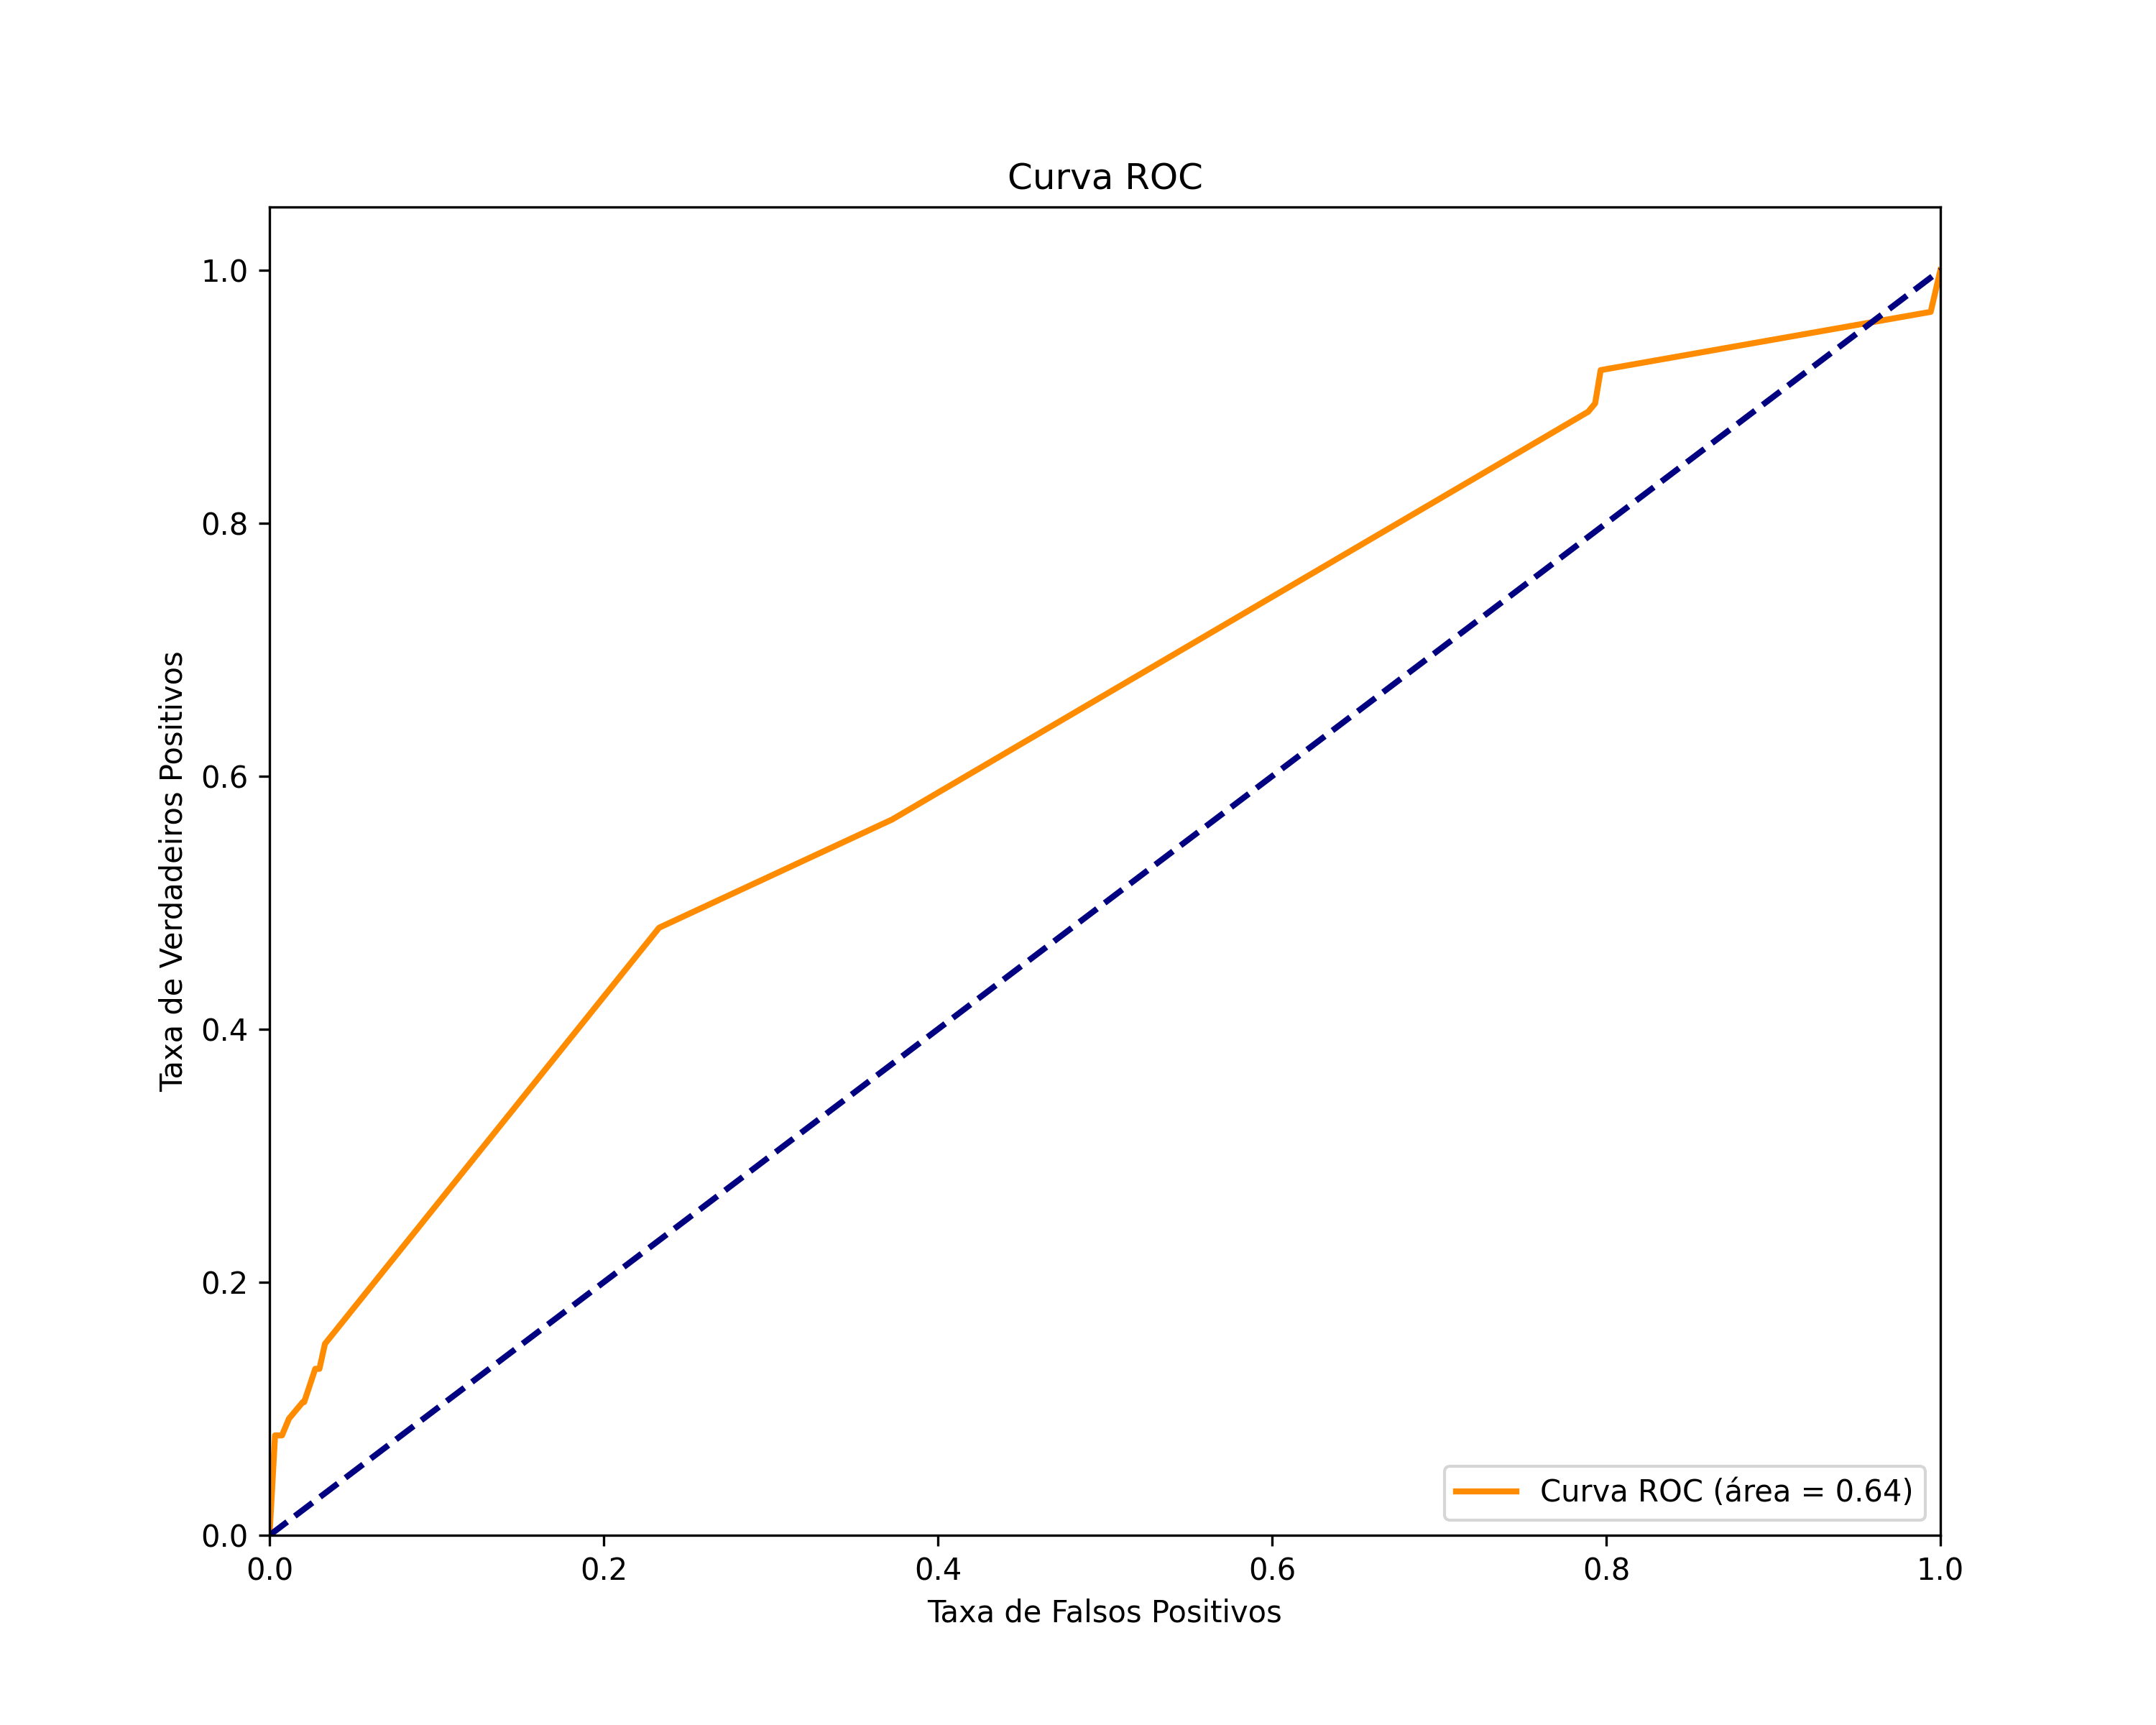 Curva ROC
Taxa de Verdadeiros Positivos
1.0
0.8
0.6
0.4
0.2
0.0
0.0 0.2 0.4 0.6 0.8 1.0
Taxa de Falsos Positivos
Curva ROC (área = 0.64)